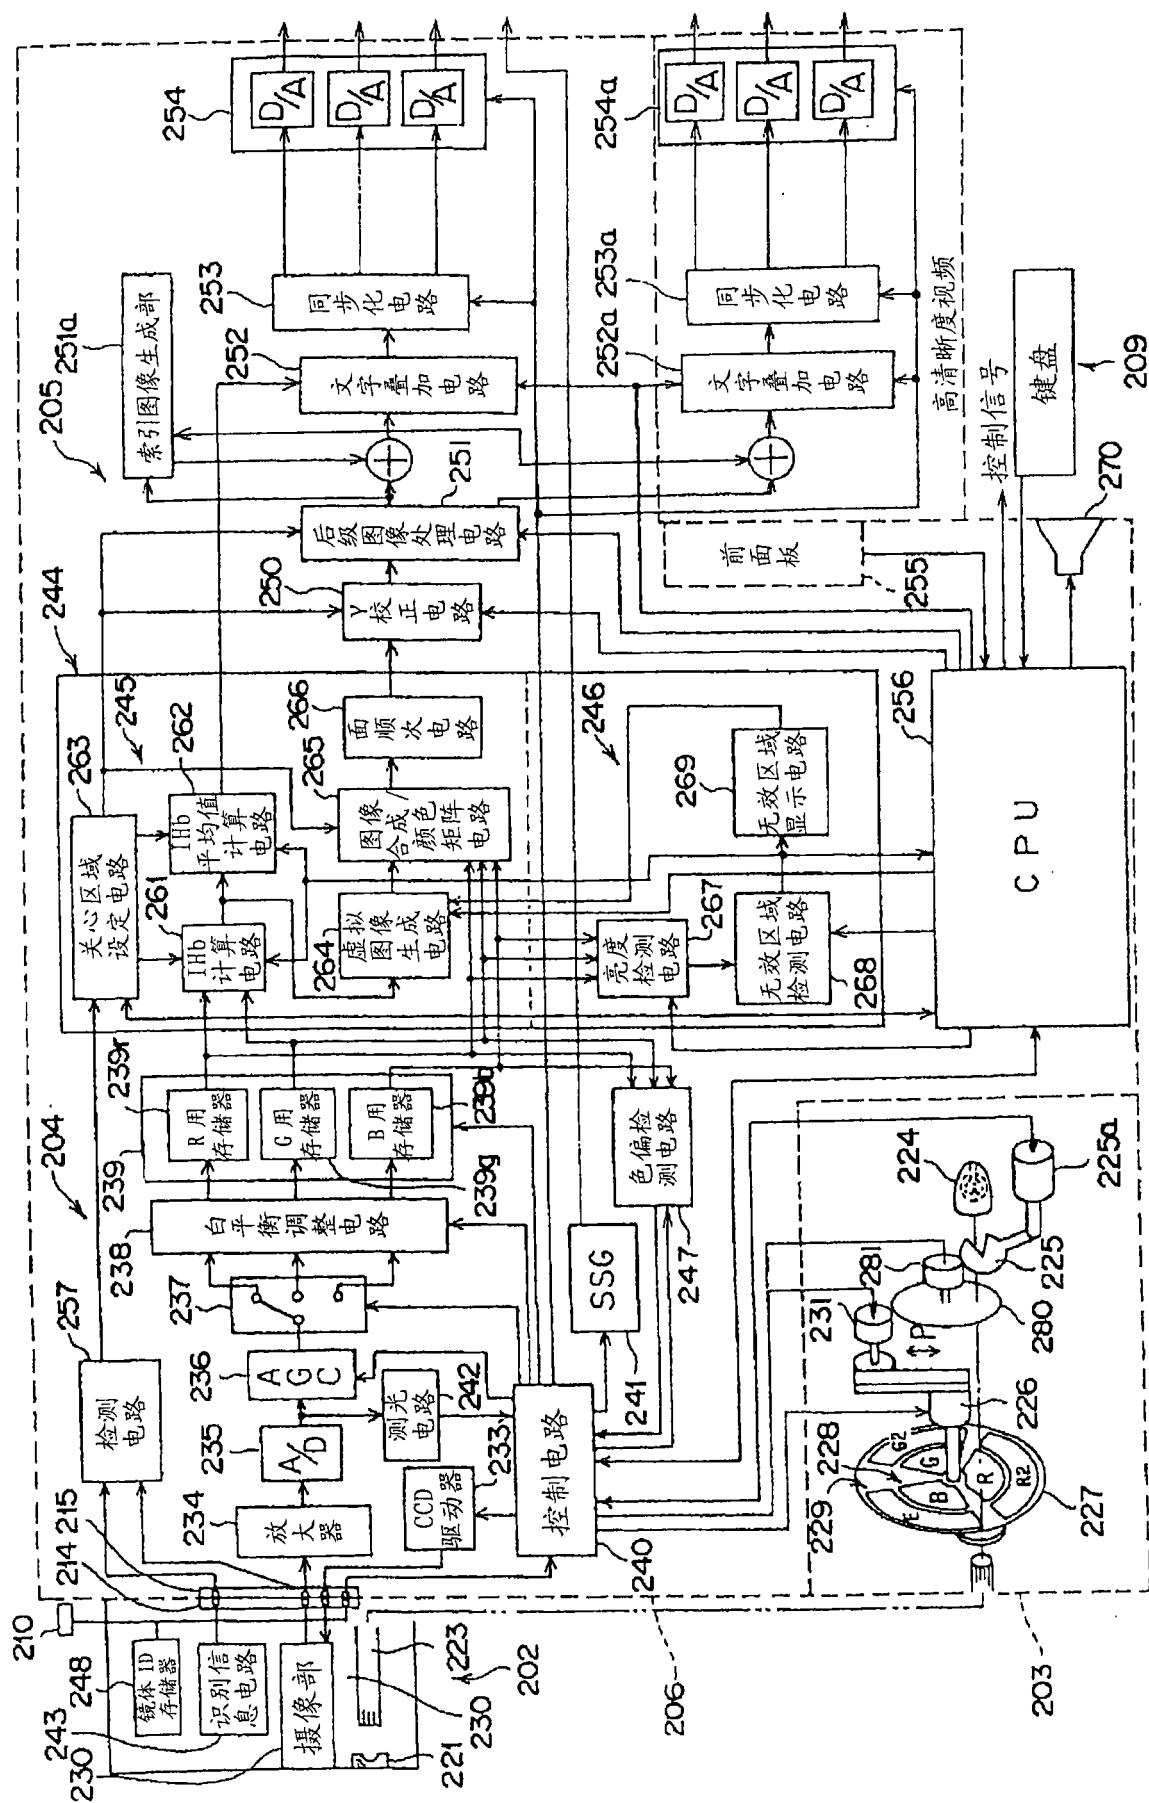 210
248
镜体ID
存储器
243
识别信
息电路
230
摄像部
221
230
223
202
214
215
257
检测
电路
234
放大器
235
A/D
236
AGC
237
238
白平衡调整电路
204
239
239r
R用
存储器
G用
存储器
239g
B用
存储器
239b
测光
电路
242
CCD
驱动器
233
控制电路
240
241
SSG
色偏检
测电路
247
206
244
245
263
关心区域
设定电路
261
IHb
计算
电路
262
IHb
平均值
计算
电路
264
虚拟
图像
生成
电路
265
图像
合成/
颜色
矩阵
电路
266
面顺次
电路
246
267
亮度
检测
电路
268
无效区域
检测电路
269
无效区域
显示电路
250
γ
校正
电路
251
后级
图像处理
电路
205
251a
索引图像生成部
252
文字叠加
电路
253
同步化
电路
254
D/A
D/A
D/A
252a
文字叠加
电路
253a
同步化
电路
254a
D/A
D/A
D/A
高清晰度视频
前面板
255
控制信号
键盘
209
270
256
CPU
224
225a
225
281
280
231
P
226
228
229
G2
G
B
R
R2
E
227
203